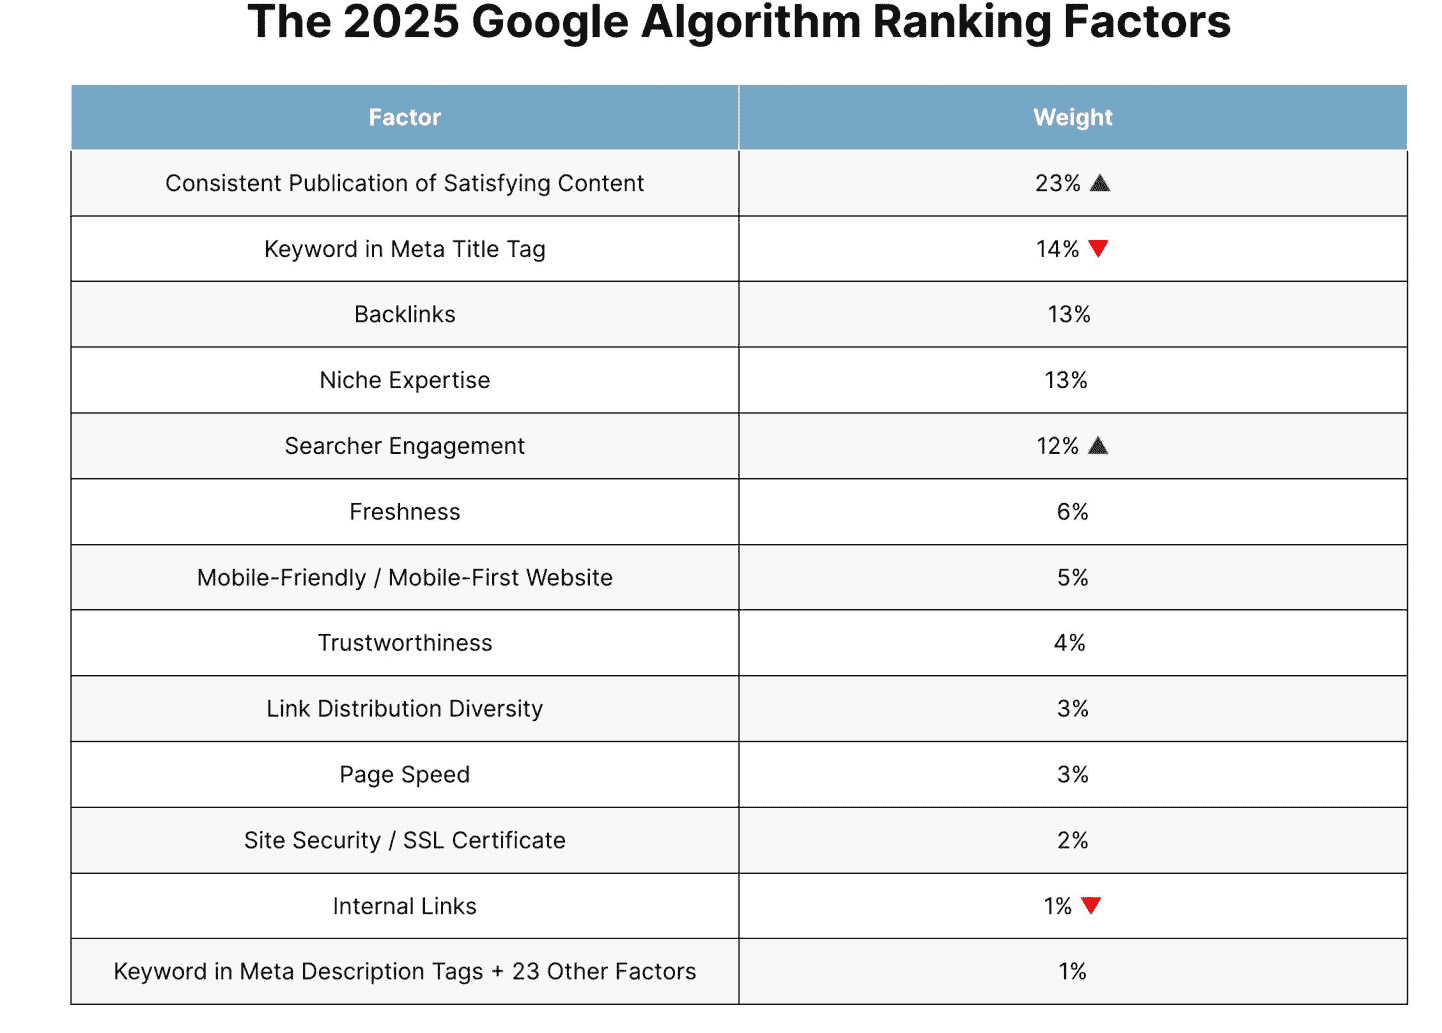 The 2025 Google Algorithm Ranking Factors
Factor Weight
Consistent Publication of Satisfying Content 23% ▲
Keyword in Meta Title Tag 14% ▼
Backlinks 13%
Niche Expertise 13%
Searcher Engagement 12% ▲
Freshness 6%
Mobile-Friendly / Mobile-First Website 5%
Trustworthiness 4%
Link Distribution Diversity 3%
Page Speed 3%
Site Security / SSL Certificate 2%
Internal Links 1% ▼
Keyword in Meta Description Tags + 23 Other Factors 1%